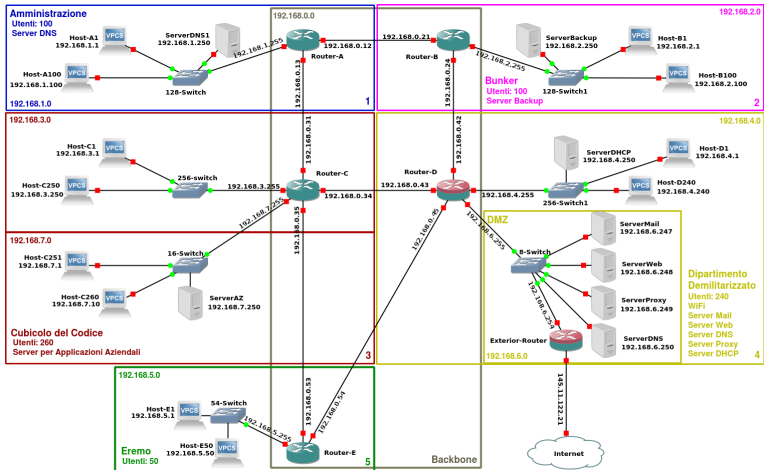 Amministrazione
Utenti: 100
Server DNS
Host-A1
192.168.1.1
VPCS
ServerDNS1
192.168.1.250
192.168.1.255
Host-A100
192.168.1.100
VPCS
128-Switch
192.168.1.0
1
192.168.0.0
Router-A
192.168.0.12
192.168.0.13
192.168.0.21
Router-B
192.168.0.24
192.168.2.0
ServerBackup
192.168.2.250
192.168.2.255
Host-B1
192.168.2.1
VPCS
Host-B100
192.168.2.100
VPCS
128-Switch1
Bunker
Utenti: 100
Server Backup
2
192.168.3.0
Host-C1
192.168.3.1
VPCS
Host-C250
192.168.3.250
VPCS
256-switch
192.168.3.255
192.168.0.31
Router-C
192.168.0.34
192.168.0.35
192.168.7.255
192.168.7.0
Host-C251
192.168.7.1
VPCS
16-Switch
Host-C260
192.168.7.10
VPCS
ServerAZ
192.168.7.250
Cubicolo del Codice
Utenti: 260
Server per Applicazioni Aziendali
3
192.168.4.0
192.168.0.42
Router-D
192.168.0.43
192.168.4.255
192.168.6.255
ServerDHCP
192.168.4.250
Host-D1
192.168.4.1
VPCS
Host-D240
192.168.4.240
VPCS
256-Switch1
DMZ
8-Switch
ServerMail
192.168.6.247
ServerWeb
192.168.6.248
ServerProxy
192.168.6.249
ServerDNS
192.168.6.250
192.168.6.254
Exterior-Router
192.168.6.0
Dipartimento
Demilitarizzato
Utenti: 240
WiFi
Server Mail
Server Web
Server DNS
Server Proxy
Server DHCP
4
145.11.122.21
Internet
192.168.5.0
Host-E1
192.168.5.1
VPCS
54-Switch
192.168.5.255
Host-E50
192.168.5.50
VPCS
Eremo
Utenti: 50
5
192.168.0.53
192.168.0.54
Router-E
Backbone